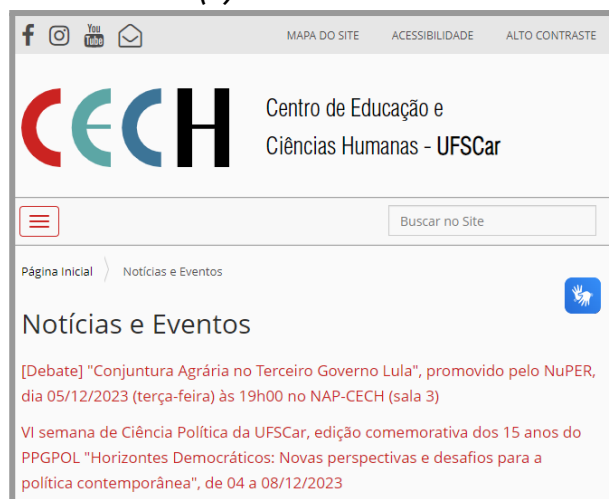 You
Tube
MAPA DO SITE ACESSIBILIDADE ALTO CONTRASTE
CECH
Centro de Educação e
Ciências Humanas - UFSCar
Buscar no Site
Página Inicial Notícias e Eventos
Notícias e Eventos
[Debate] "Conjuntura Agrária no Terceiro Governo Lula", promovido pelo NuPER,
dia 05/12/2023 (terça-feira) às 19h00 no NAP-CECH (sala 3)
VI semana de Ciência Política da UFSCar, edição comemorativa dos 15 anos do
PPGPOL "Horizontes Democráticos: Novas perspectivas e desafios para a
política contemporânea", de 04 a 08/12/2023